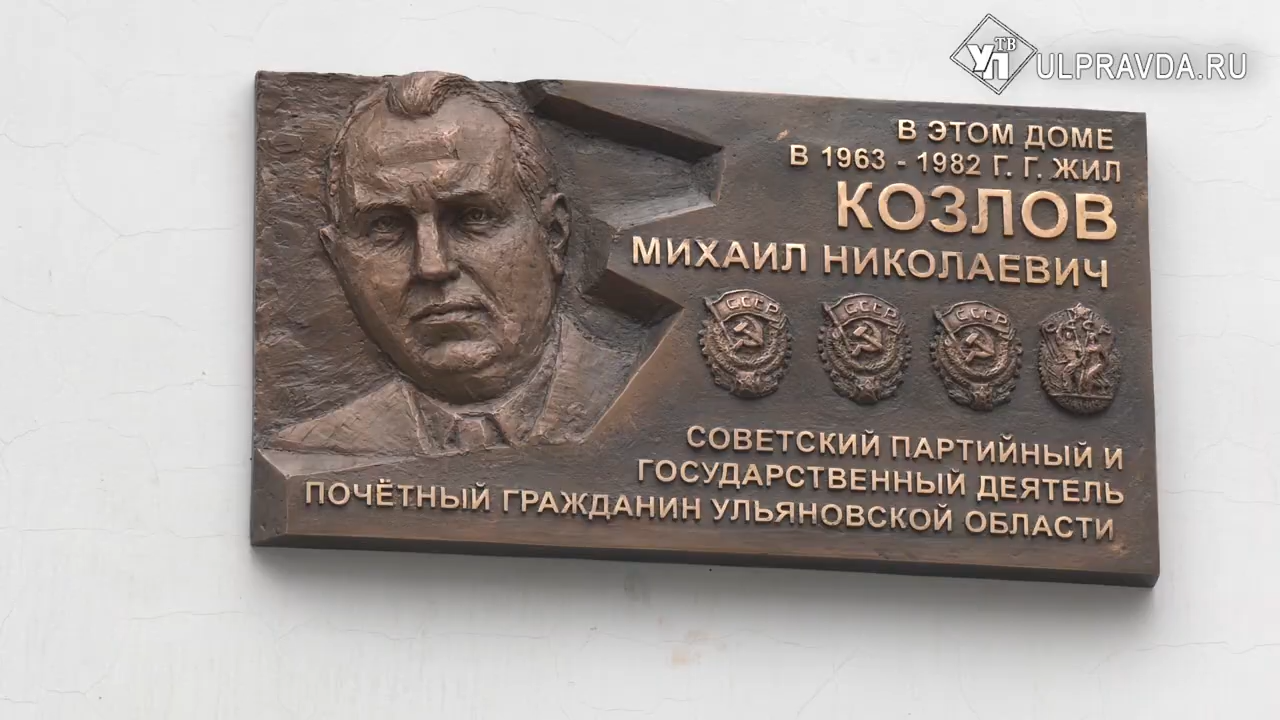 УП ТВ
ULPRAVDA.RU
В ЭТОМ ДОМЕ
В 1963 - 1982 Г. Г. ЖИЛ
КОЗЛОВ
МИХАИЛ НИКОЛАЕВИЧ
СССР СССР СССР
СОВЕТСКИЙ ПАРТИЙНЫЙ И
ГОСУДАРСТВЕННЫЙ ДЕЯТЕЛЬ
ПОЧЁТНЫЙ ГРАЖДАНИН УЛЬЯНОВСКОЙ ОБЛАСТИ